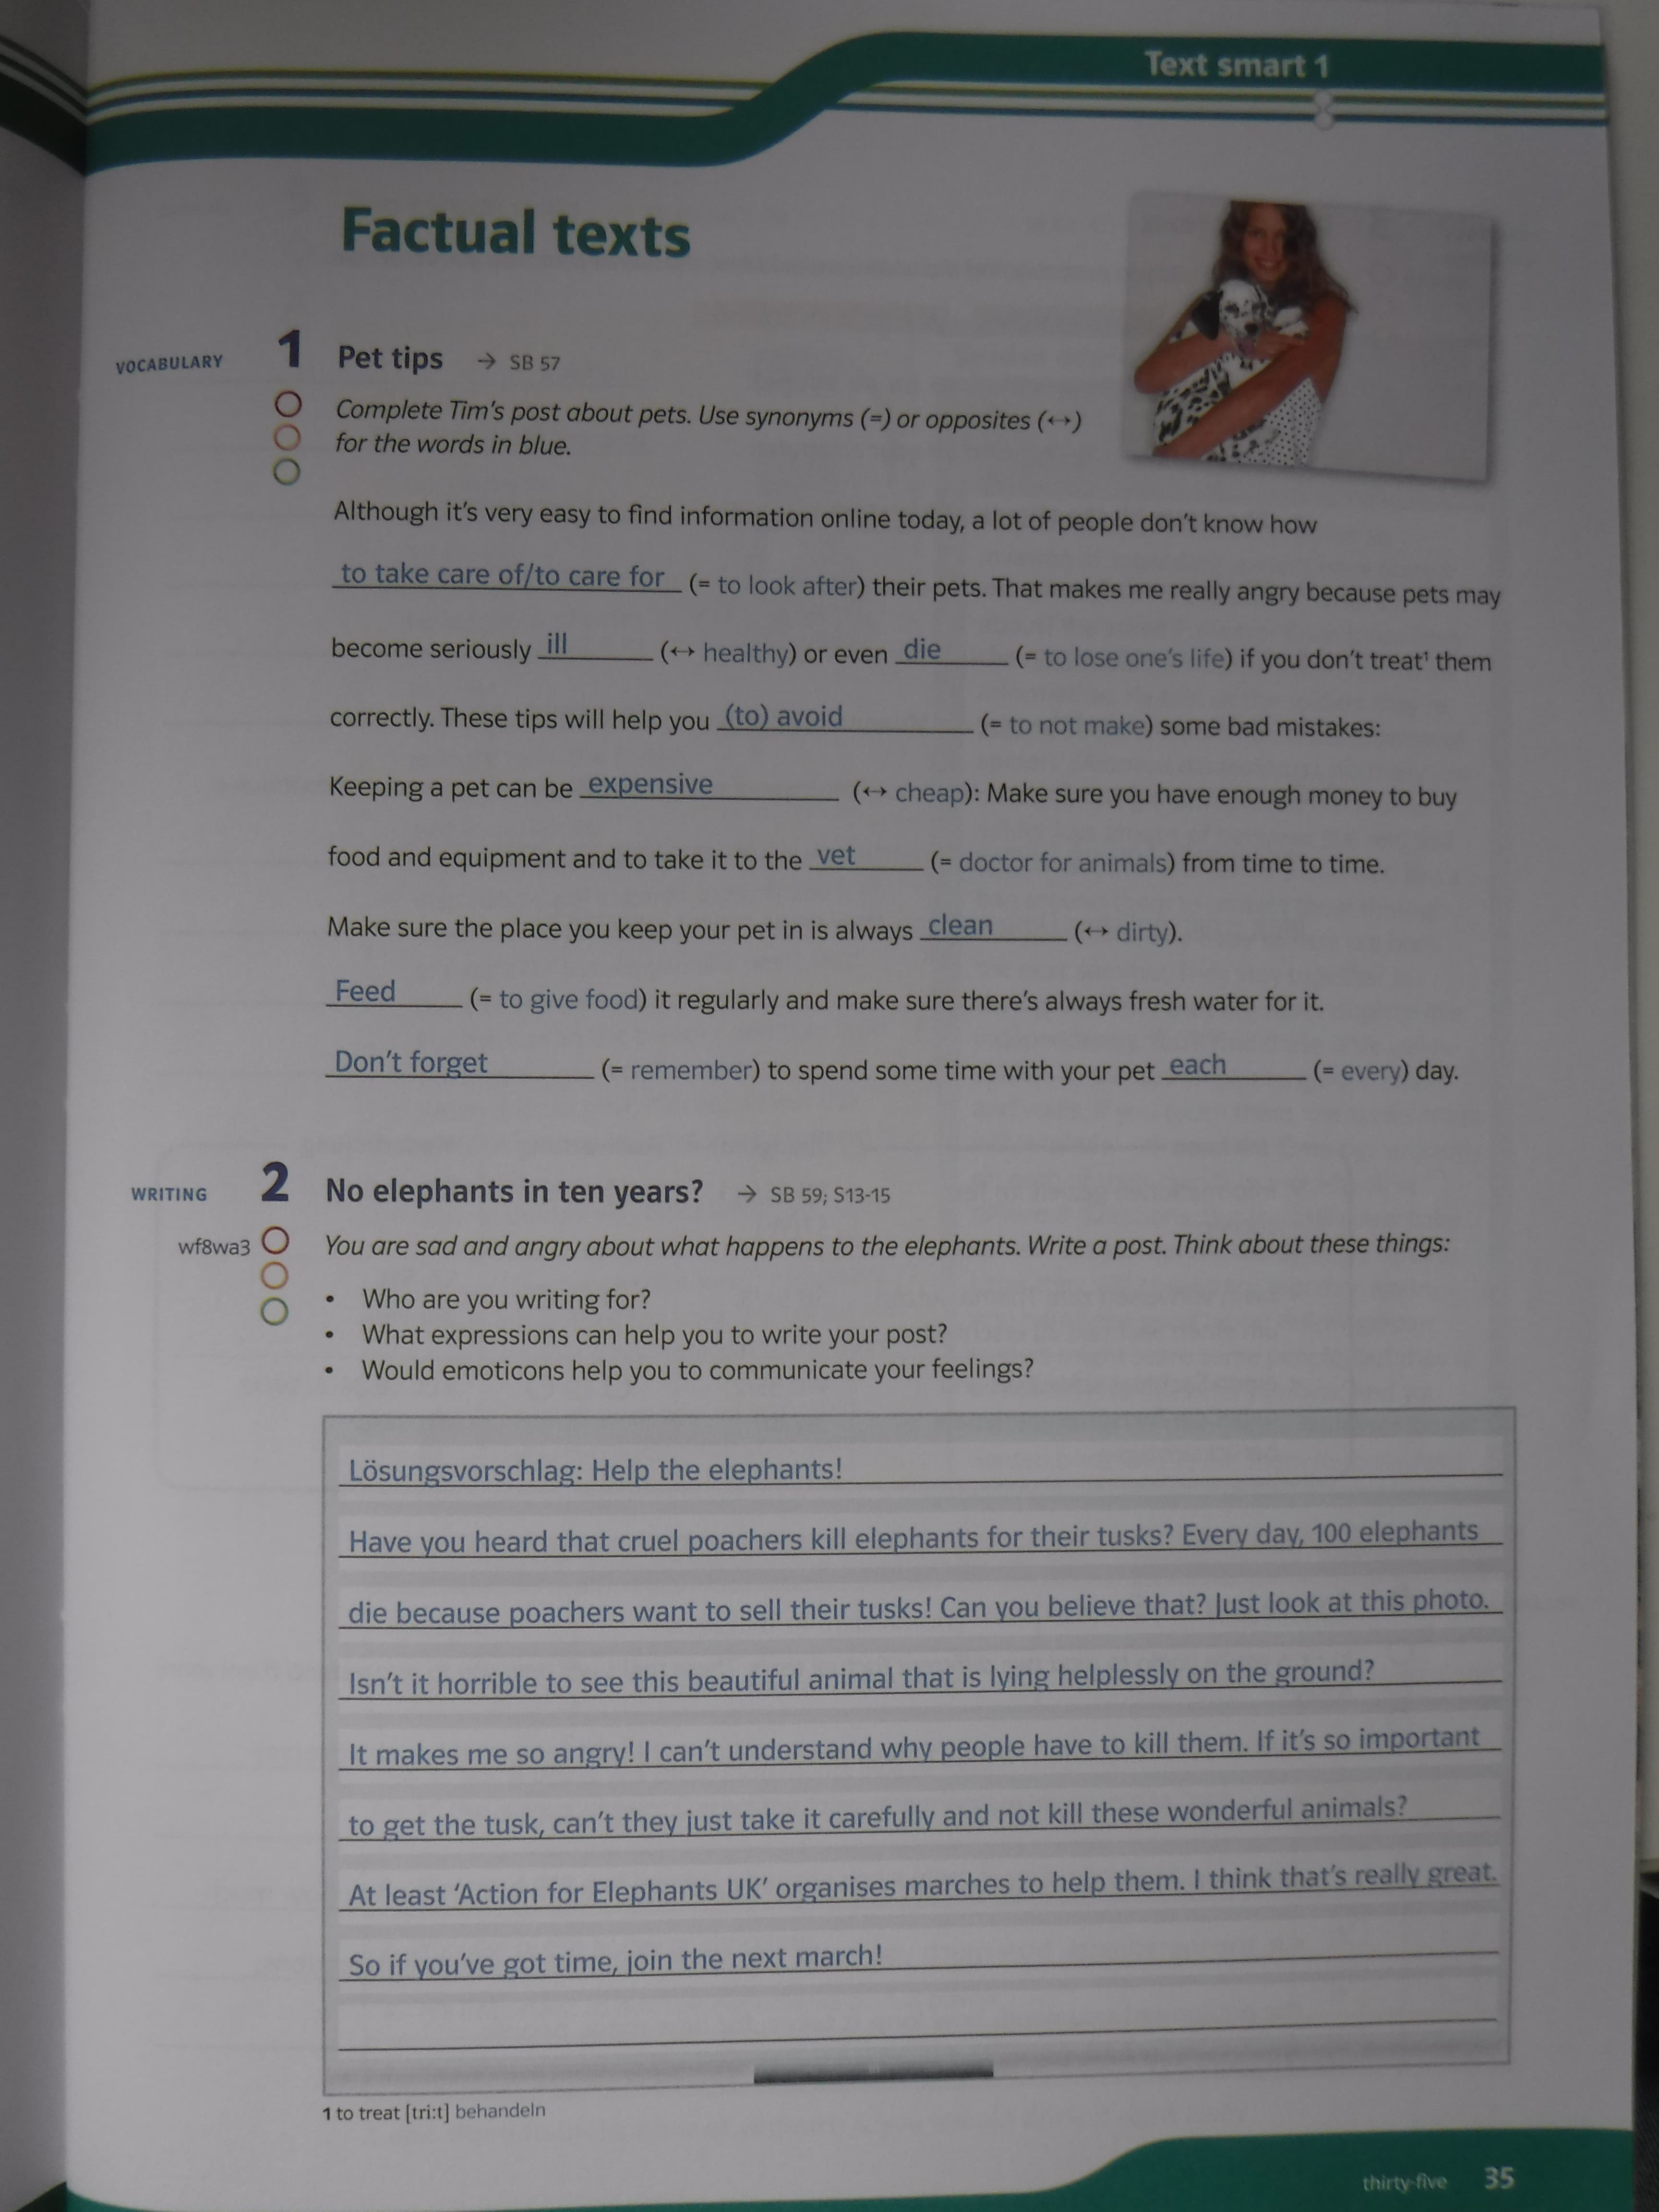 Text smart 1
Factual texts
VOCABULARY 1 Pet tips → SB 57
Complete Tim's post about pets. Use synonyms (=) or opposites (↔)
for the words in blue.
Although it's very easy to find information online today, a lot of people don't know how
to take care of/to care for (= to look after) their pets. That makes me really angry because pets may
become seriously ill (↔ healthy) or even die (= to lose one's life) if you don't treat¹ them
correctly. These tips will help you (to) avoid (= to not make) some bad mistakes:
Keeping a pet can be expensive (↔ cheap): Make sure you have enough money to buy
food and equipment and to take it to the vet (= doctor for animals) from time to time.
Make sure the place you keep your pet in is always clean (↔ dirty).
Feed (= to give food) it regularly and make sure there's always fresh water for it.
Don't forget (= remember) to spend some time with your pet each (= every) day.
WRITING 2 No elephants in ten years? → SB 59; S13-15
wf8wa3 You are sad and angry about what happens to the elephants. Write a post. Think about these things:
• Who are you writing for?
• What expressions can help you to write your post?
• Would emoticons help you to communicate your feelings?
Lösungsvorschlag: Help the elephants!
Have you heard that cruel poachers kill elephants for their tusks? Every day, 100 elephants
die because poachers want to sell their tusks! Can you believe that? Just look at this photo.
Isn't it horrible to see this beautiful animal that is lying helplessly on the ground?
It makes me so angry! I can't understand why people have to kill them. If it's so important
to get the tusk, can't they just take it carefully and not kill these wonderful animals?
At least 'Action for Elephants UK' organises marches to help them. I think that's really great.
So if you've got time, join the next march!
1 to treat [triːt] behandeln
thirty-five 35